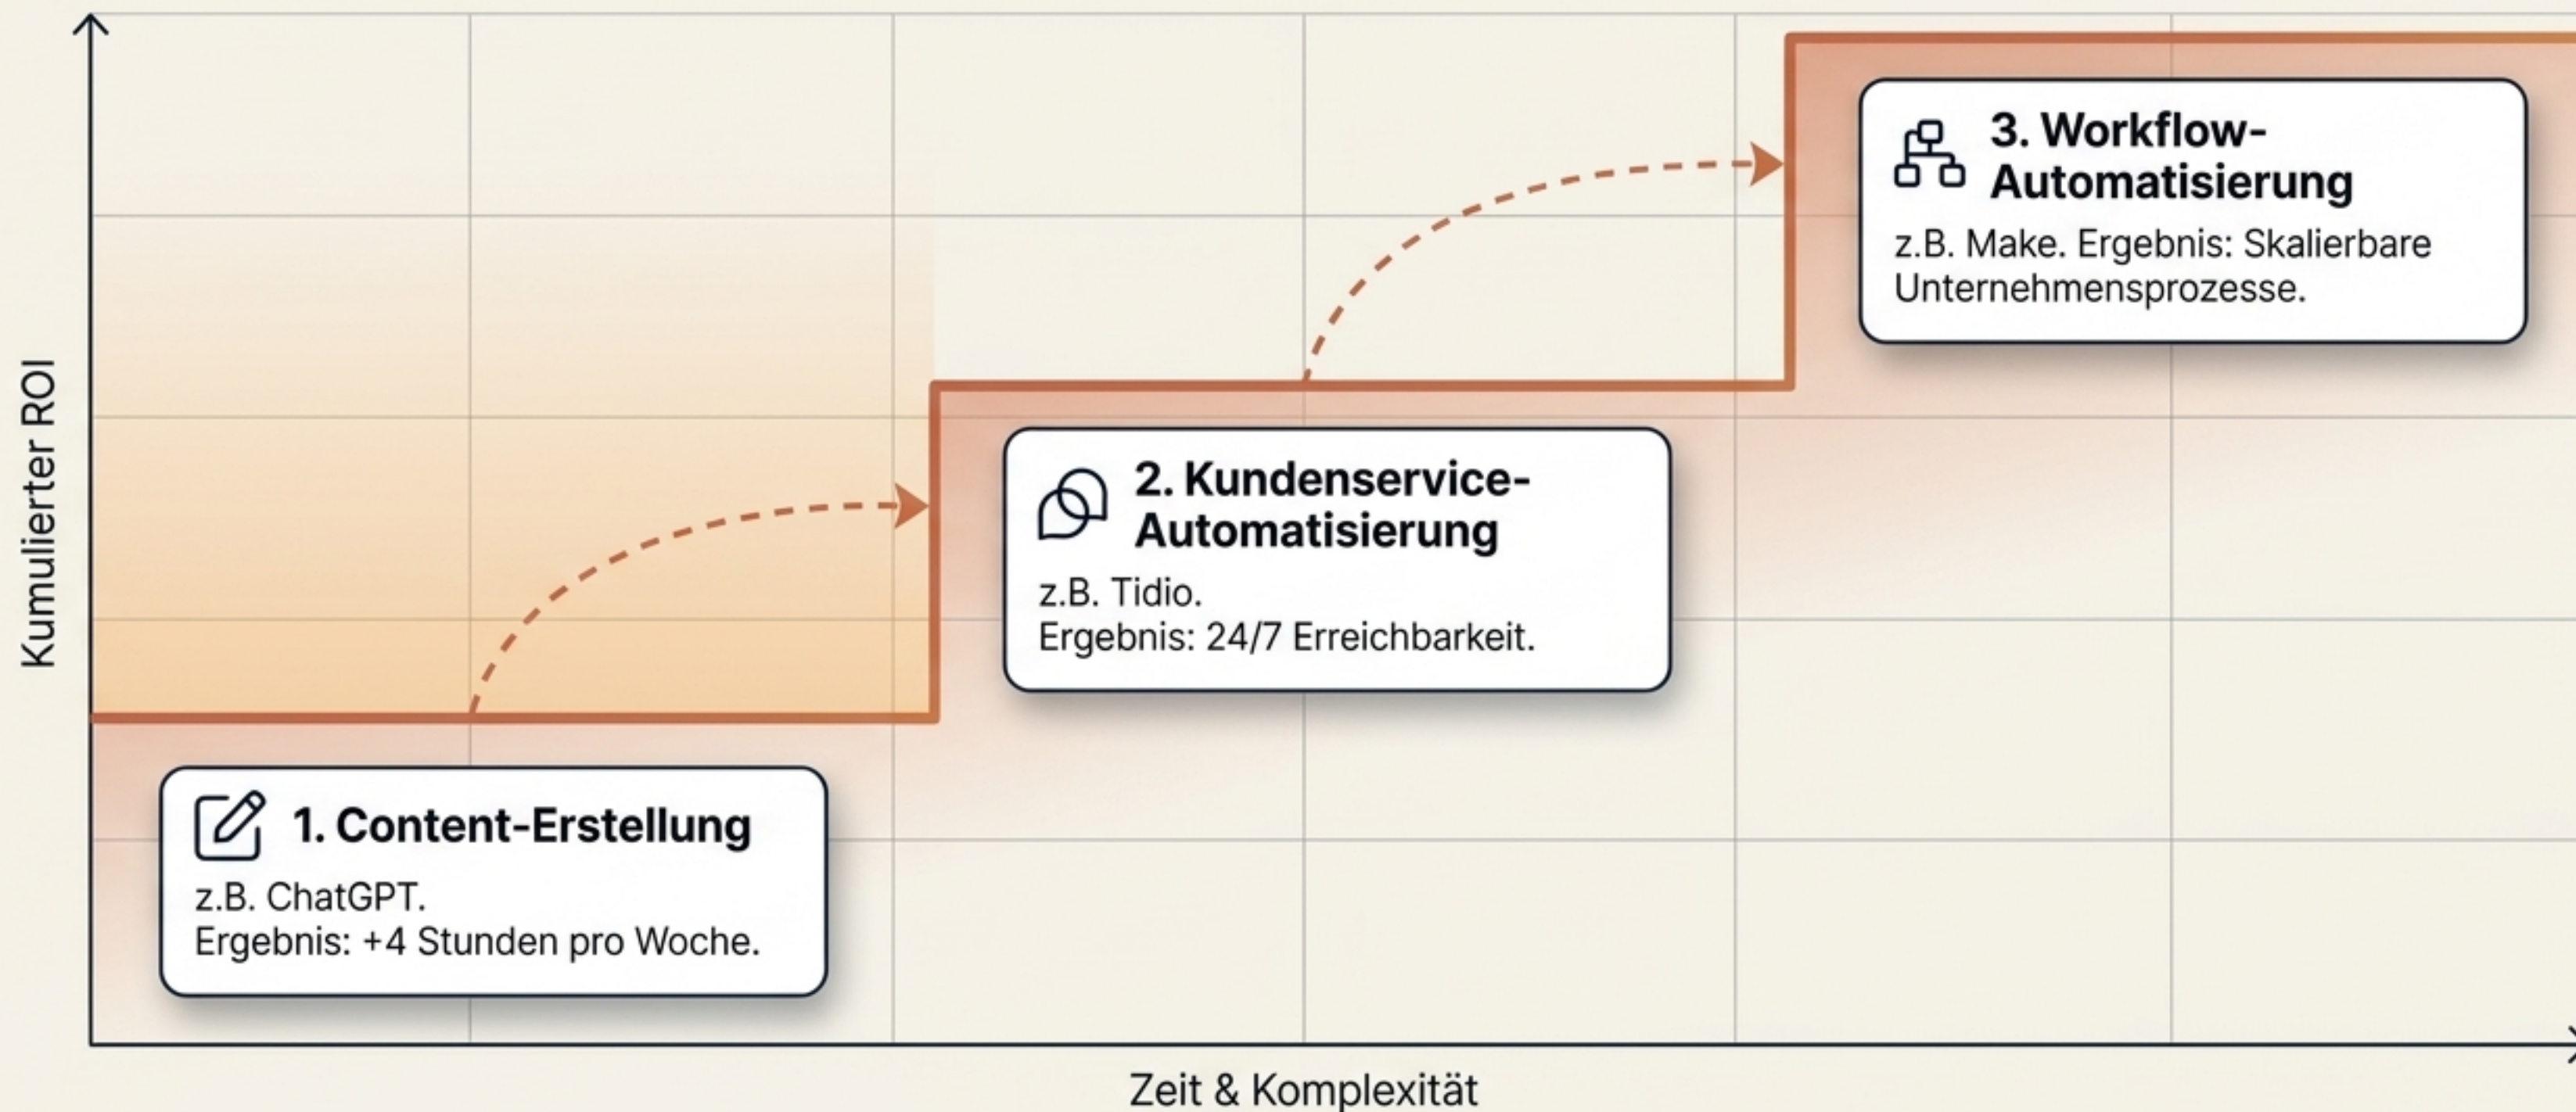 Kumulierter ROI
1. Content-Erstellung
z.B. ChatGPT.
Ergebnis: +4 Stunden pro Woche.
2. Kundenservice-
Automatisierung
z.B. Tidio.
Ergebnis: 24/7 Erreichbarkeit.
3. Workflow-
Automatisierung
z.B. Make. Ergebnis: Skalierbare
Unternehmensprozesse.
Zeit & Komplexität